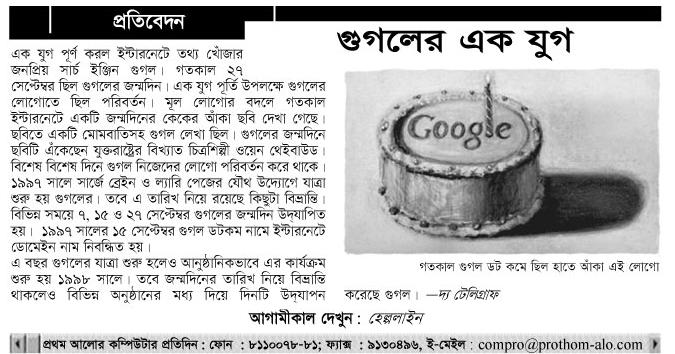 প্রতিবেদন
গুগলের এক যুগ
এক যুগ পূর্ণ করল ইন্টারনেটে তথ্য খোঁজার
জনপ্রিয় সার্চ ইঞ্জিন গুগল। গতকাল ২৭
সেপ্টেম্বর ছিল গুগলের জন্মদিন। এক যুগ পূর্তি উপলক্ষে গুগলের
লোগোতে ছিল পরিবর্তন। মূল লোগোর বদলে গতকাল
ইন্টারনেটে একটি জন্মদিনের কেকের আঁকা ছবি দেখা গেছে।
ছবিতে একটি মোমবাতিসহ গুগল লেখা ছিল। গুগলের জন্মদিনে
ছবিটি এঁকেছেন যুক্তরাষ্ট্রের বিখ্যাত চিত্রশিল্পী ওয়েন থেইবাউড।
বিশেষ বিশেষ দিনে গুগল নিজেদের লোগো পরিবর্তন করে থাকে।
১৯৯৭ সালে সার্জে ব্রেইন ও ল্যারি পেজের যৌথ উদ্যোগে যাত্রা
শুরু হয় গুগলের। তবে এ তারিখ নিয়ে রয়েছে কিছুটা বিভ্রান্তি।
বিভিন্ন সময়ে ৭, ১৫ ও ২৭ সেপ্টেম্বর গুগলের জন্মদিন উদ্‌যাপিত
হয়। ১৯৯৭ সালের ১৫ সেপ্টেম্বর গুগল ডটকম নামে ইন্টারনেটে
ডোমেইন নাম নিবন্ধিত হয়।
এ বছর গুগলের যাত্রা শুরু হলেও আনুষ্ঠানিকভাবে এর কার্যক্রম
শুরু হয় ১৯৯৮ সালে। তবে জন্মদিনের তারিখ নিয়ে বিভ্রান্তি
থাকলেও বিভিন্ন অনুষ্ঠানের মধ্য দিয়ে দিনটি উদ্‌যাপন
Google
গতকাল গুগল ডট কমে ছিল হাতে আঁকা এই লোগো
করেছে গুগল। —দ্য টেলিগ্রাফ
আগামীকাল দেখুন : হেল্পলাইন
প্রথম আলোর কম্পিউটার প্রতিদিন : ফোন : ৮১১০০৭৮-৮১; ফ্যাক্স : ৯১৩০৪৯৬, ই-মেইল : compro@prothom-alo.com